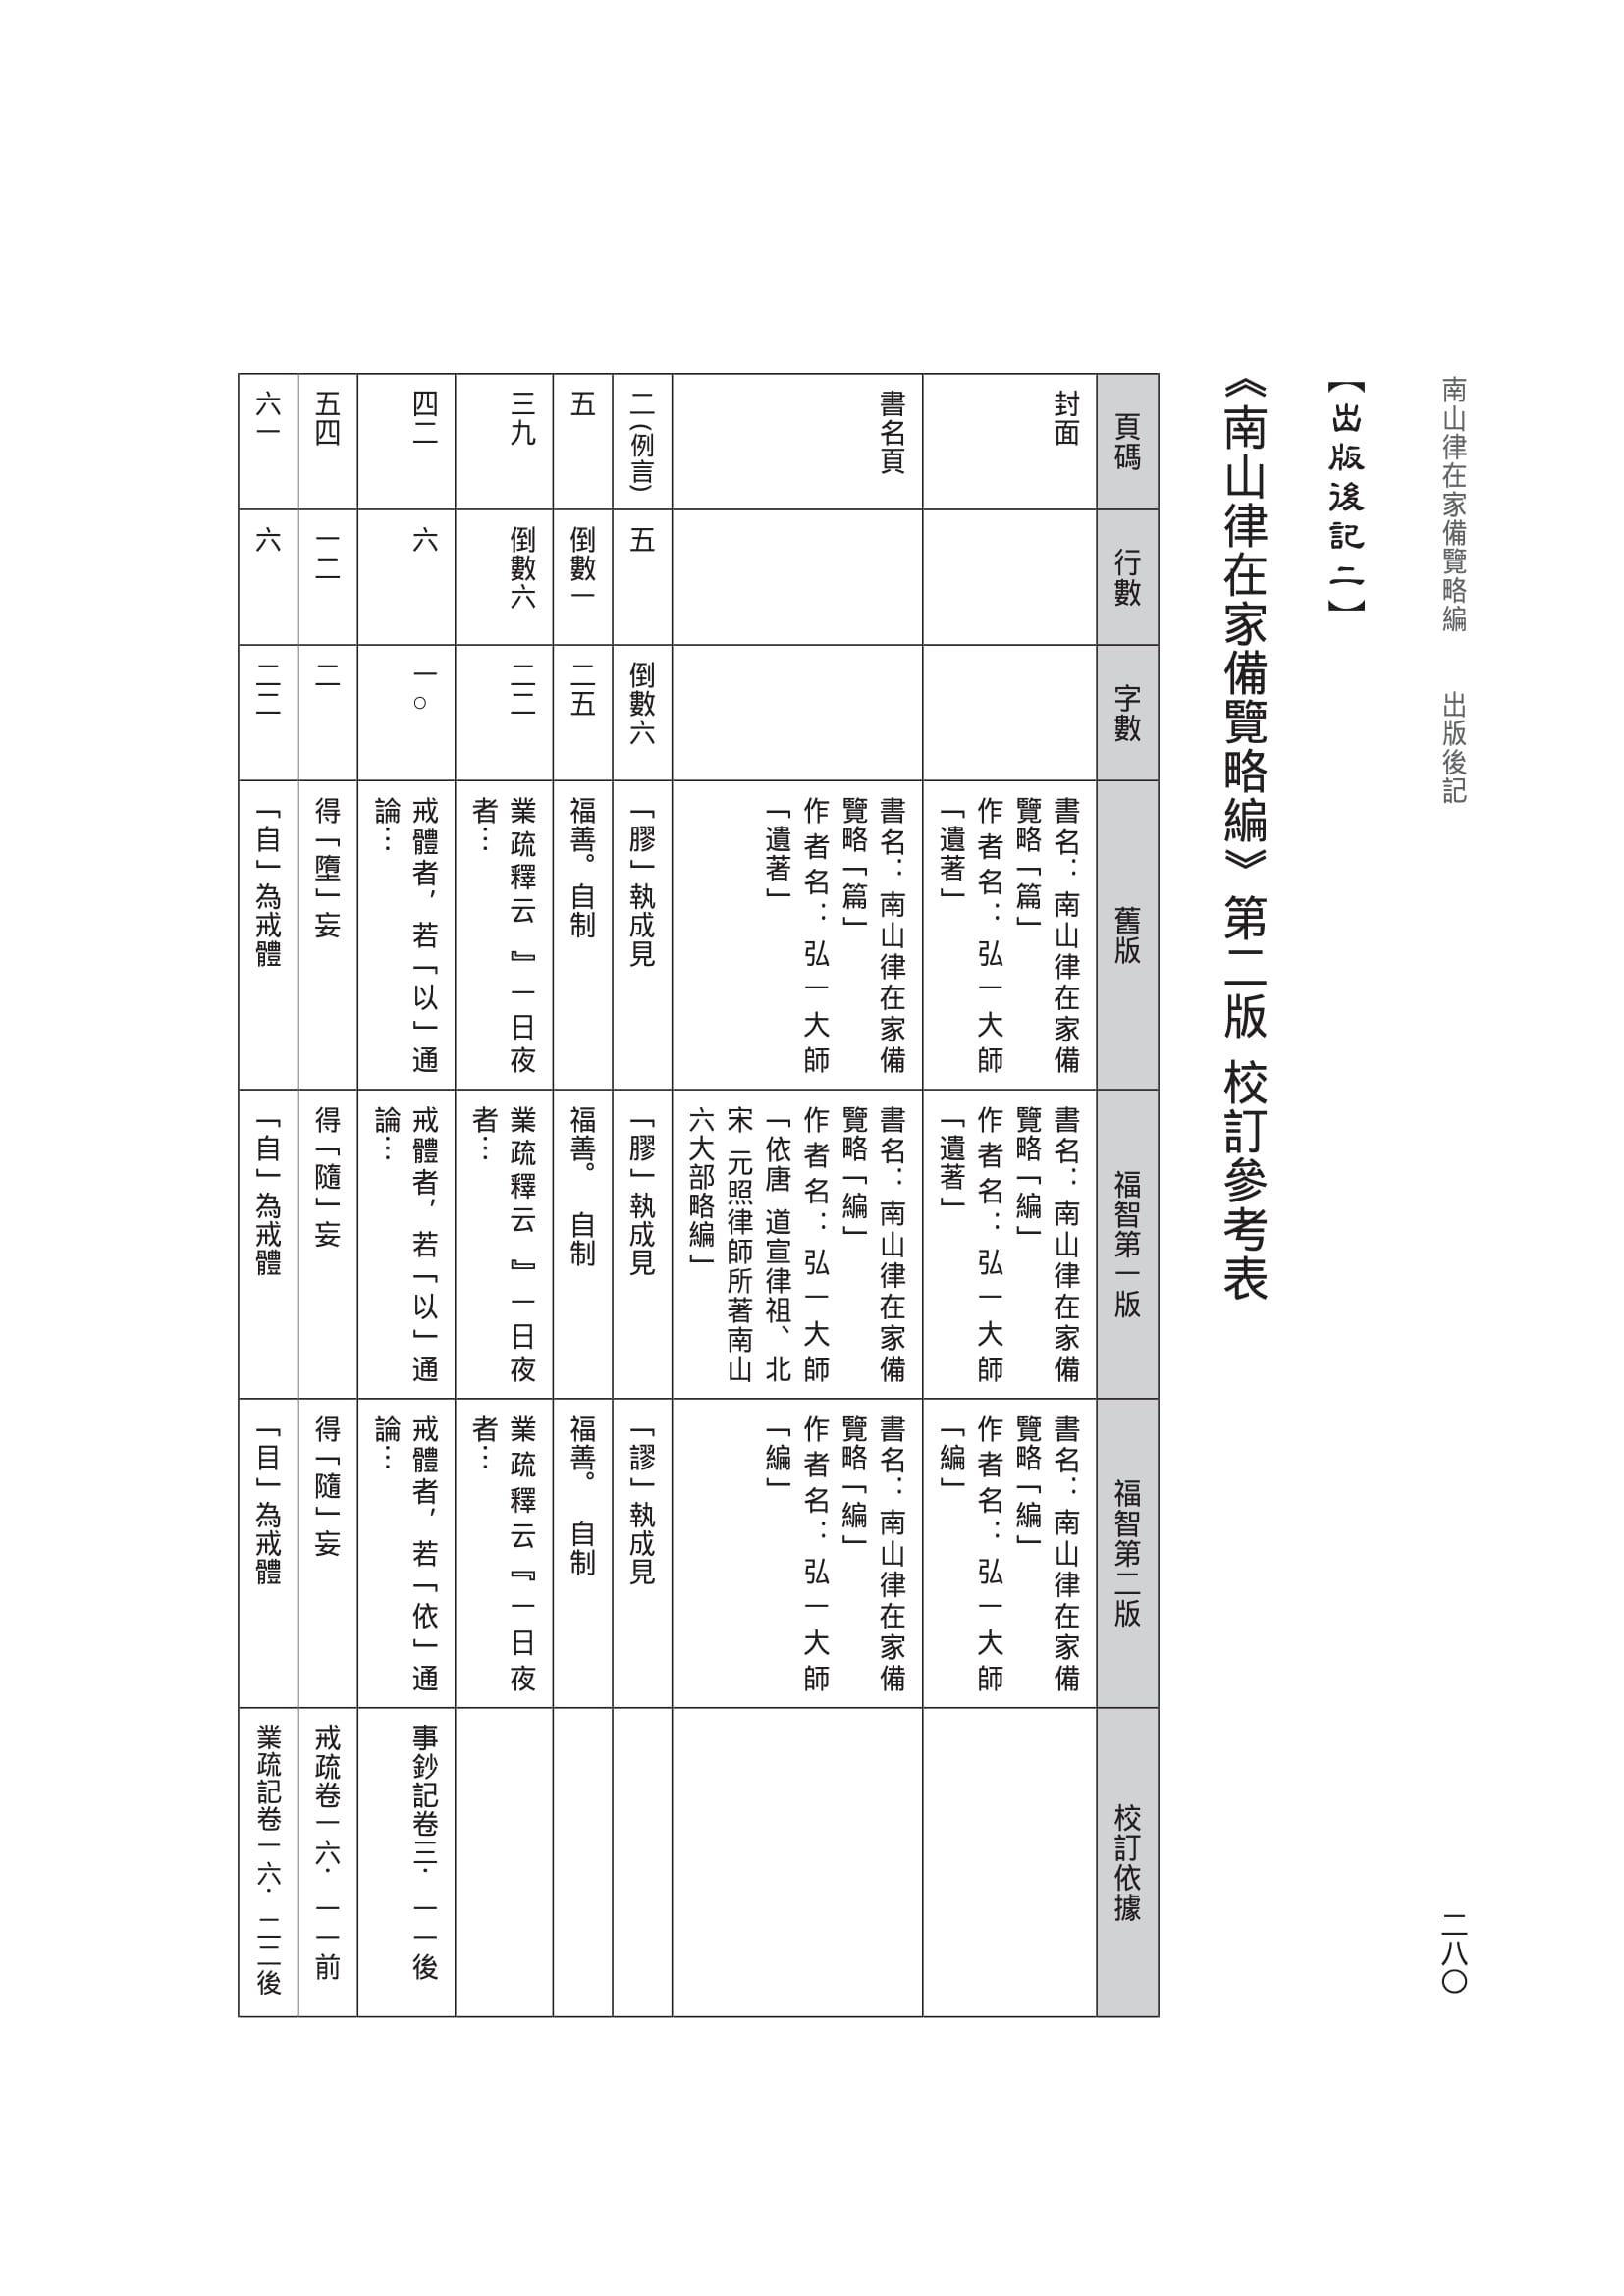 南山律在家備覽略編　出版後記
二八〇
【出版後記二】
《南山律在家備覽略編》第二版 校訂參考表
頁碼
行數
字數
舊版
福智第一版
福智第二版
校訂依據
封面
書名：南山律在家備
覽略「篇」
作者名：弘一大師
「遺著」
書名：南山律在家備
覽略「編」
作者名：弘一大師
「遺著」
書名：南山律在家備
覽略「編」
作者名：弘一大師
「編」
書名頁
書名：南山律在家備
覽略「篇」
作者名：弘一大師
「遺著」
書名：南山律在家備
覽略「編」
作者名：弘一大師
「依唐 道宣律祖、北
宋 元照律師所著南山
六大部略編」
書名：南山律在家備
覽略「編」
作者名：弘一大師
「編」
二(例言)
五
倒數六
「膠」執成見
「膠」執成見
「謬」執成見
五
倒數一
二五
福善。自制
福善。 自制
福善。 自制
三九
倒數六
二二
業疏釋云』一日夜
者…
業疏釋云』一日夜
者…
業疏釋云『一日夜
者…
四二
六
一○
戒體者，若「以」通
論…
戒體者，若「以」通
論…
戒體者，若「依」通
論…
事鈔記卷三．一一後
五四
一二
二
得「墮」妄
得「隨」妄
得「隨」妄
戒疏卷一六．一一前
六一
六
二二
「自」為戒體
「自」為戒體
「目」為戒體
業疏記卷一六．二二後